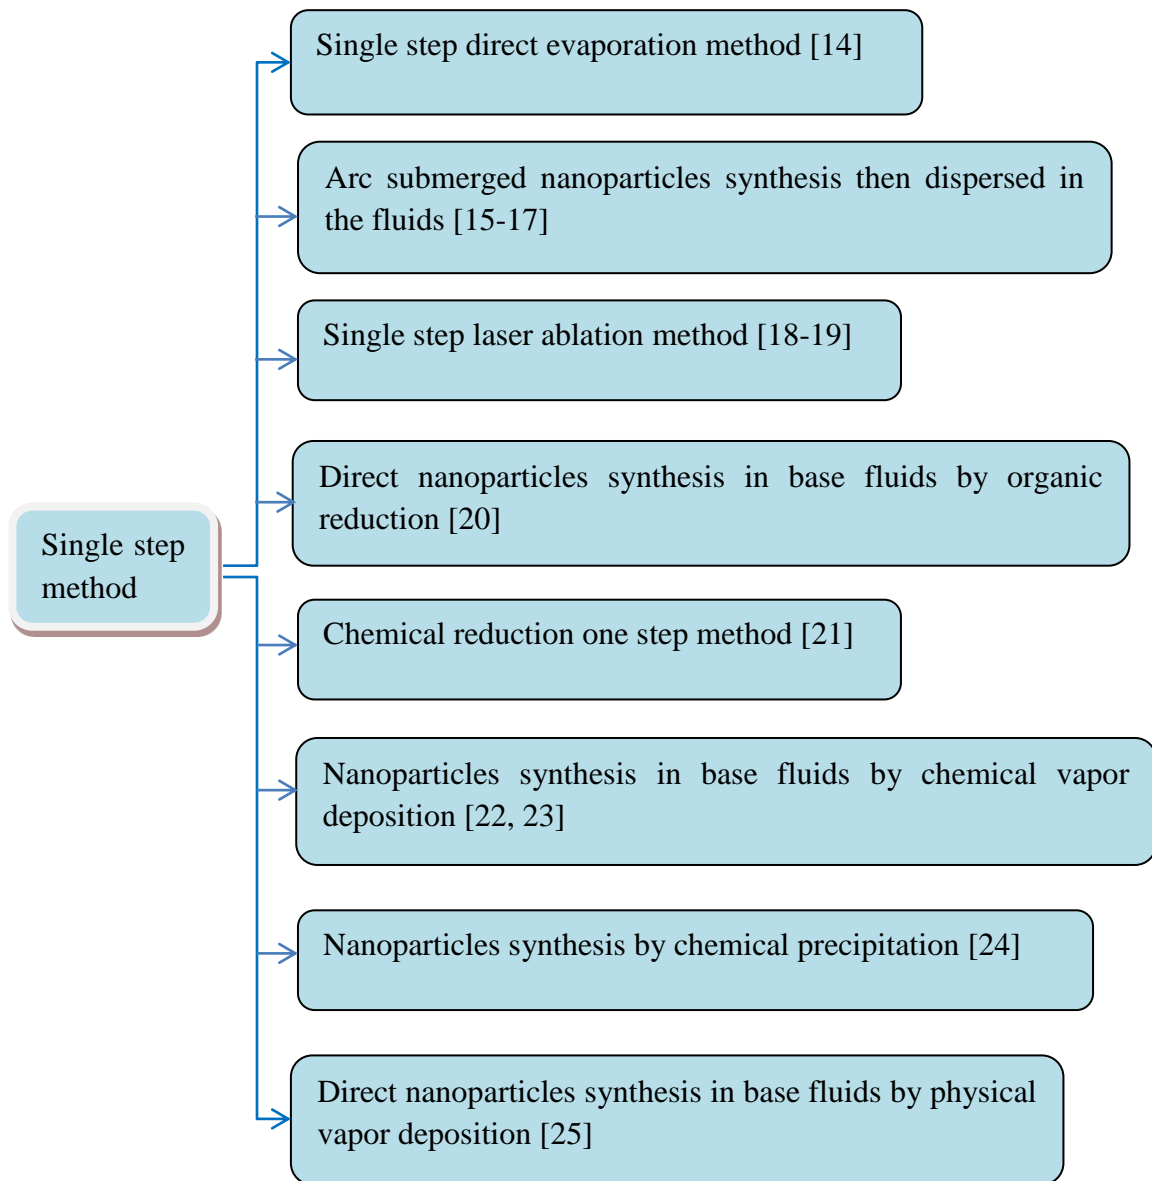 Single step direct evaporation method [14]
Arc submerged nanoparticles synthesis then dispersed in
the fluids [15-17]
Single step laser ablation method [18-19]
Direct nanoparticles synthesis in base fluids by organic
reduction [20]
Single step
method
Chemical reduction one step method [21]
Nanoparticles synthesis in base fluids by chemical vapor
deposition [22, 23]
Nanoparticles synthesis by chemical precipitation [24]
Direct nanoparticles synthesis in base fluids by physical
vapor deposition [25]